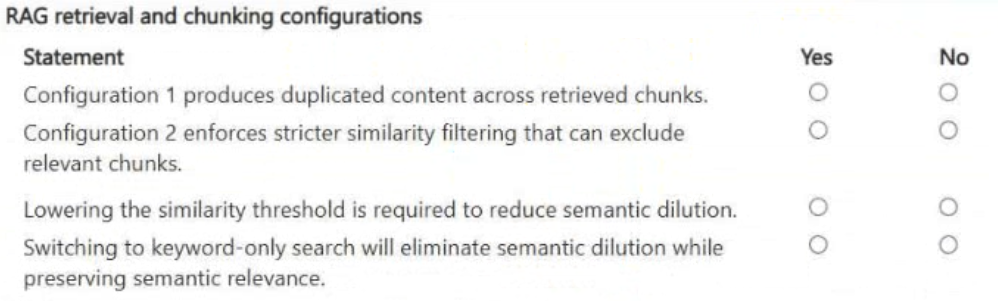 RAG retrieval and chunking configurations
Statement Yes No
Configuration 1 produces duplicated content across retrieved chunks.
Configuration 2 enforces stricter similarity filtering that can exclude
relevant chunks.
Lowering the similarity threshold is required to reduce semantic dilution.
Switching to keyword-only search will eliminate semantic dilution while
preserving semantic relevance.